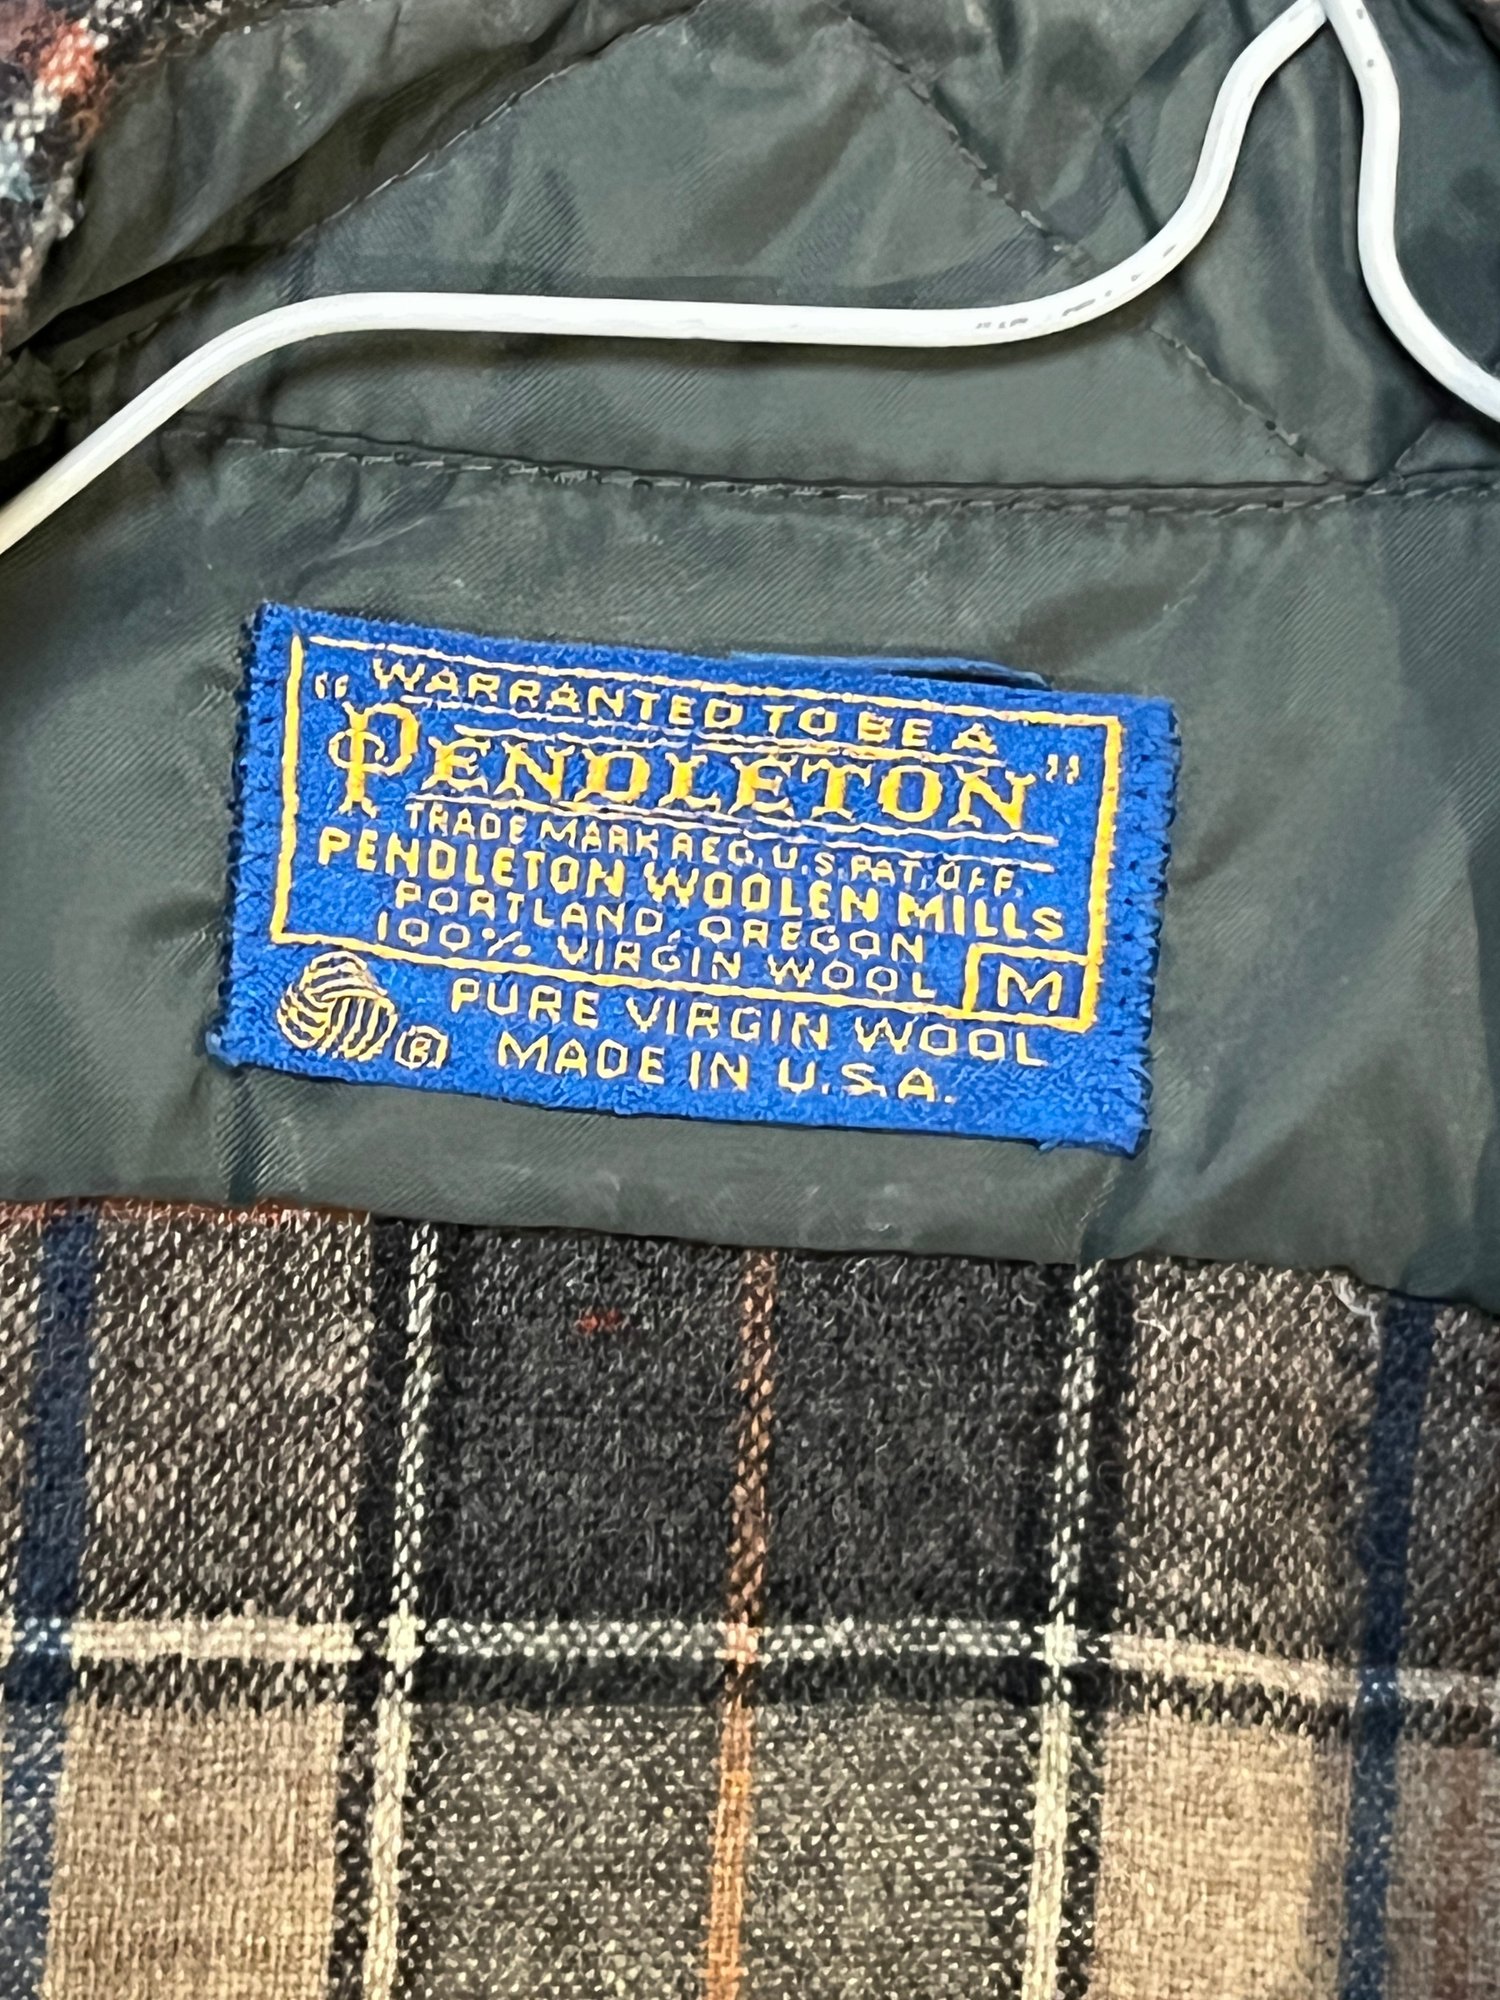 "WARRANTED TO BE A
PENDLETON"
TRADE MARK REG. U.S. PAT. OFF.
PENDLETON WOOLEN MILLS
PORTLAND, OREGON
100% VIRGIN WOOL M
® PURE VIRGIN WOOL
MADE IN U.S.A.